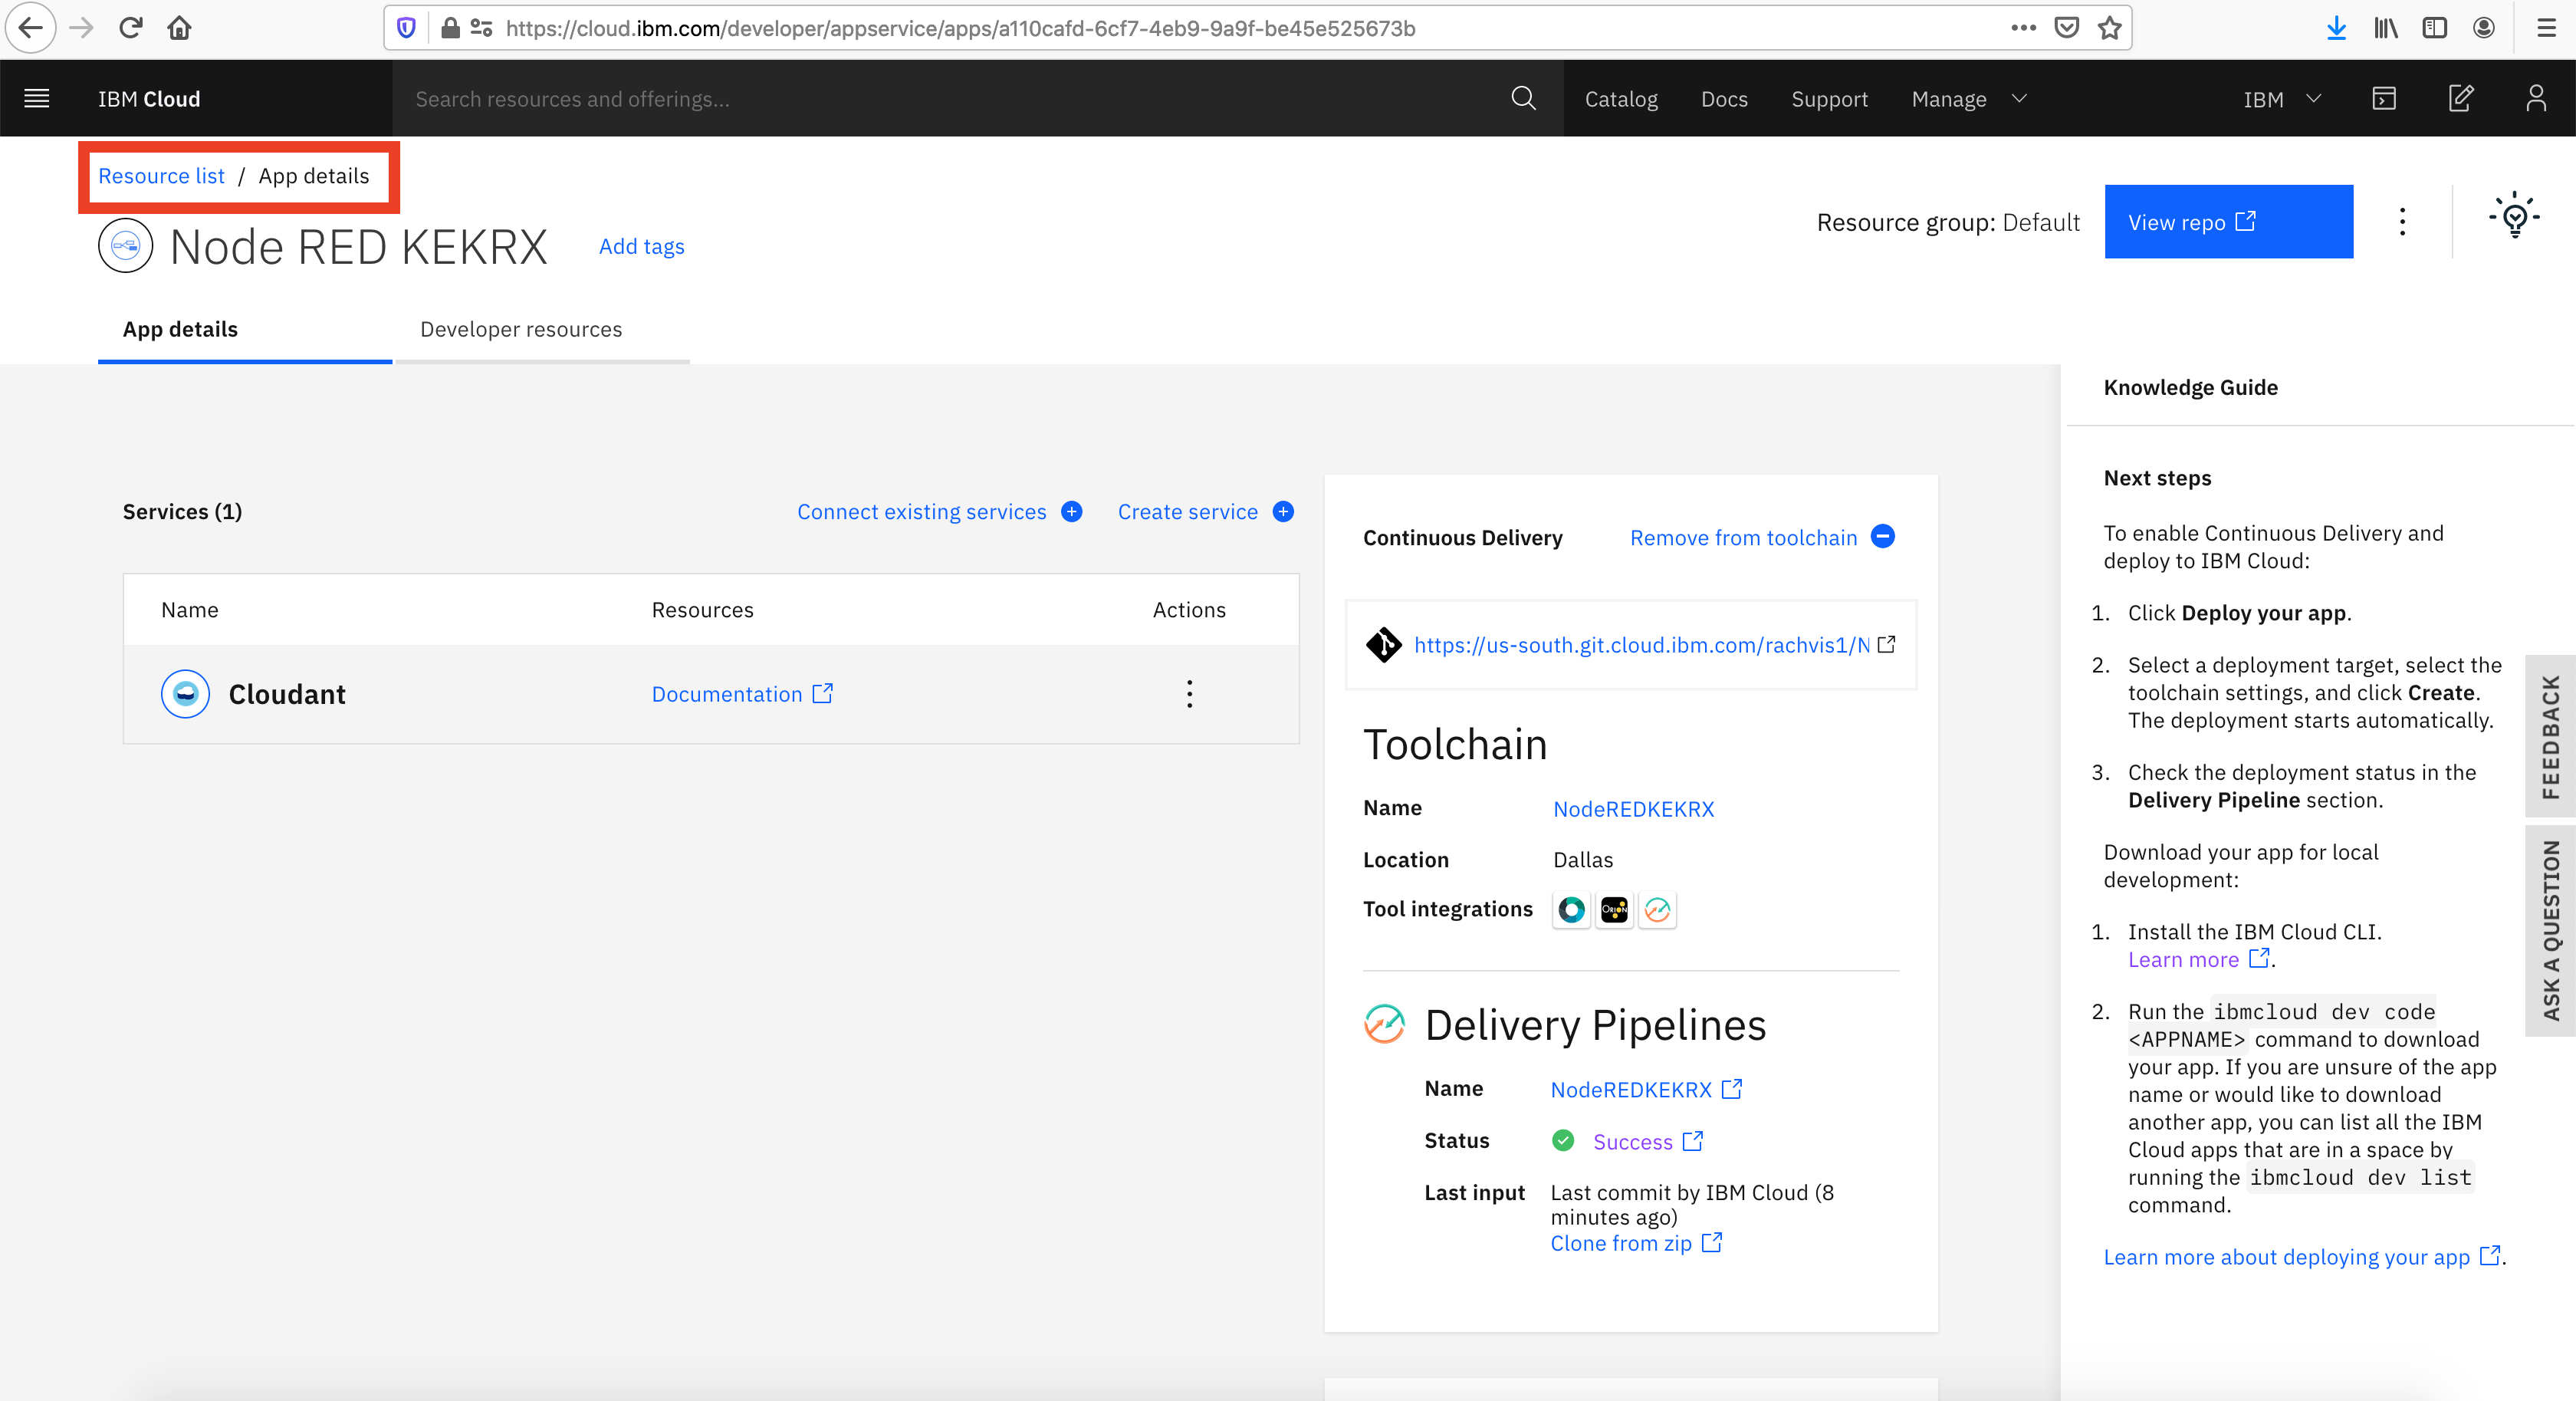 https://cloud.ibm.com/developer/appservice/apps/a110cafd-6cf7-4eb9-9a9f-be45e525673b
IBM Cloud
Search resources and offerings...
Catalog
Docs
Support
Manage
IBM
Resource list / App details
Node RED KEKRX
Add tags
Resource group: Default
View repo
App details
Developer resources
Services (1)
Connect existing services
Create service
Name
Resources
Actions
Cloudant
Documentation
Continuous Delivery
Remove from toolchain
https://us-south.git.cloud.ibm.com/rachvis1/N
Toolchain
Name
NodeREDKEKRX
Location
Dallas
Tool integrations
ORION
Delivery Pipelines
Name
NodeREDKEKRX
Status
Success
Last input
Last commit by IBM Cloud (8
minutes ago)
Clone from zip
Knowledge Guide
Next steps
To enable Continuous Delivery and
deploy to IBM Cloud:
1. Click Deploy your app.
2. Select a deployment target, select the
toolchain settings, and click Create.
The deployment starts automatically.
3. Check the deployment status in the
Delivery Pipeline section.
Download your app for local
development:
1. Install the IBM Cloud CLI.
Learn more .
2. Run the ibmcloud dev code
<APPNAME> command to download
your app. If you are unsure of the app
name or would like to download
another app, you can list all the IBM
Cloud apps that are in a space by
running the ibmcloud dev list
command.
Learn more about deploying your app .
FEEDBACK
ASK A QUESTION